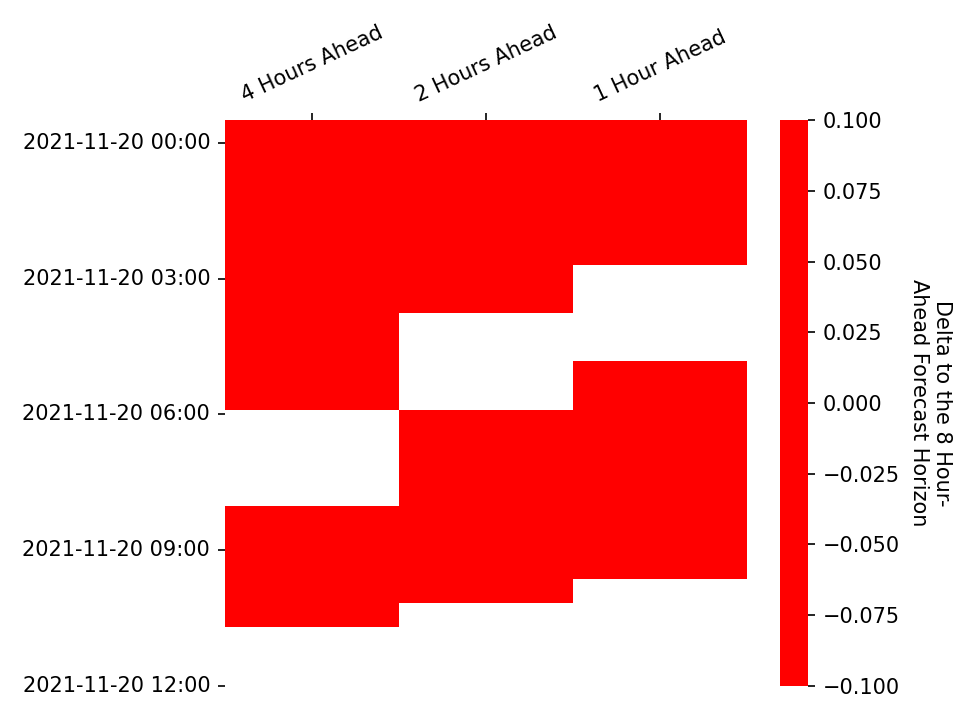 4 Hours Ahead
2 Hours Ahead
1 Hour Ahead
2021-11-20 00:00
2021-11-20 03:00
2021-11-20 06:00
2021-11-20 09:00
2021-11-20 12:00
0.100
0.075
0.050
0.025
0.000
−0.025
−0.050
−0.075
−0.100
Delta to the 8 Hour-
Ahead Forecast Horizon